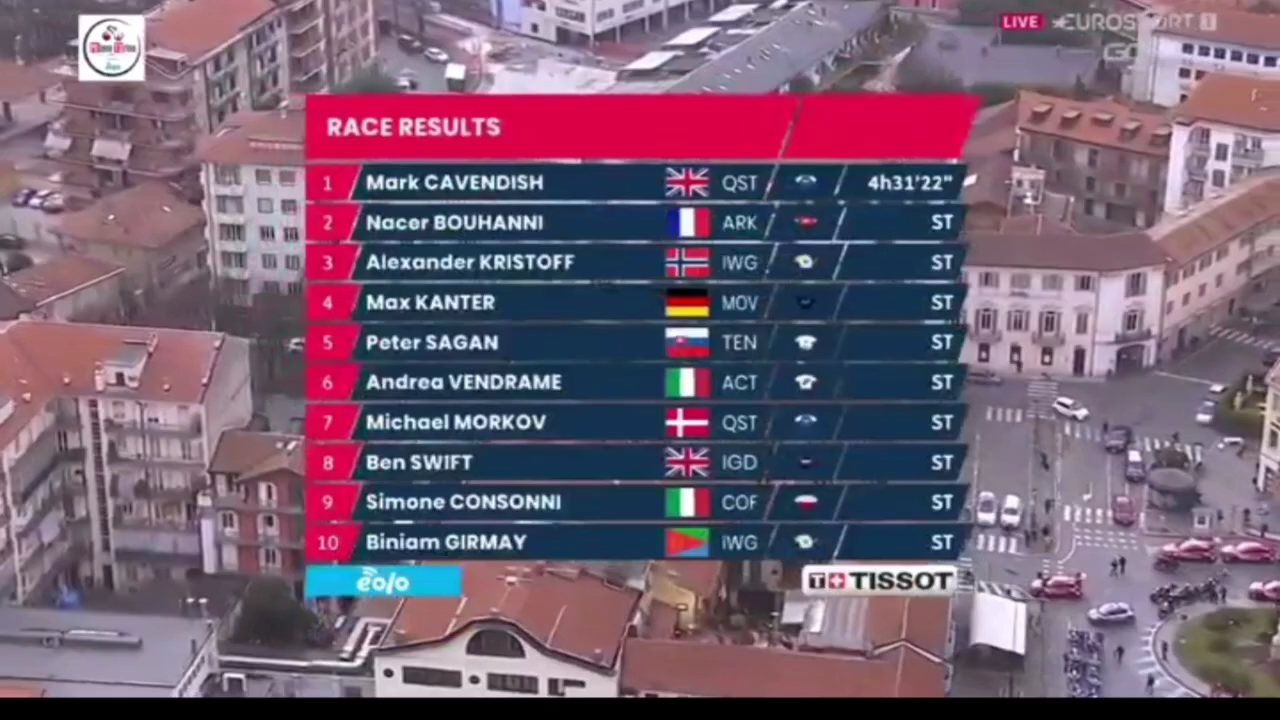 LIVE EUROSPORT 1
GO
RACE RESULTS
1 Mark CAVENDISH QST 4h31'22"
2 Nacer BOUHANNI ARK ST
3 Alexander KRISTOFF IWG ST
4 Max KANTER MOV ST
5 Peter SAGAN TEN ST
6 Andrea VENDRAME ACT ST
7 Michael MORKOV QST ST
8 Ben SWIFT IGD ST
9 Simone CONSONNI COF ST
10 Biniam GIRMAY IWG ST
eolo
T+ TISSOT